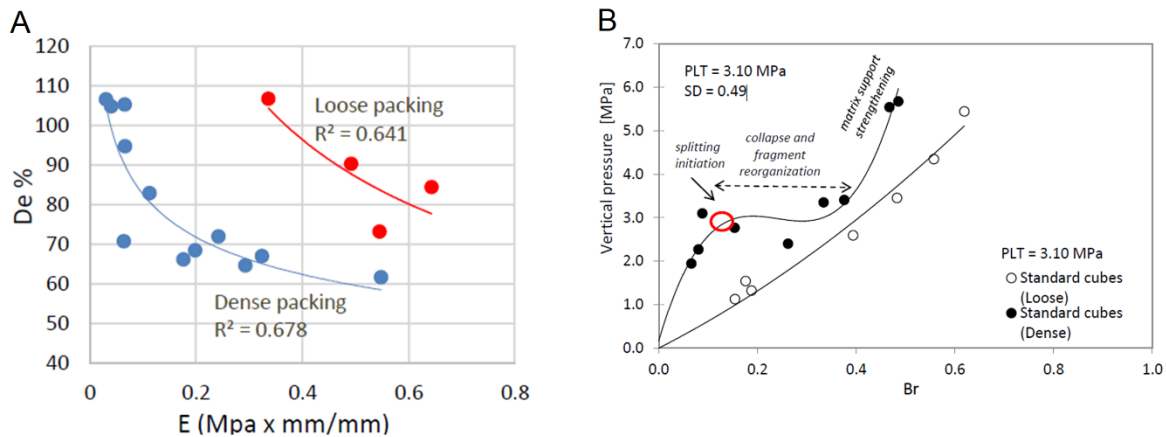 A
120
110
100
90
80
70
60
50
40
De %
0
0.2
0.4
0.6
0.8
E (Mpa x mm/mm)
Loose packing
R² = 0.641
Dense packing
R² = 0.678
B
7.0
6.0
5.0
4.0
3.0
2.0
1.0
0.0
Vertical pressure [MPa]
0.0
0.2
0.4
0.6
0.8
1.0
Br
PLT = 3.10 MPa
SD = 0.49
splitting
initiation
collapse and
fragment
reorganization
matrix support
strengthening
PLT = 3.10 MPa
Standard cubes
(Loose)
Standard cubes
(Dense)